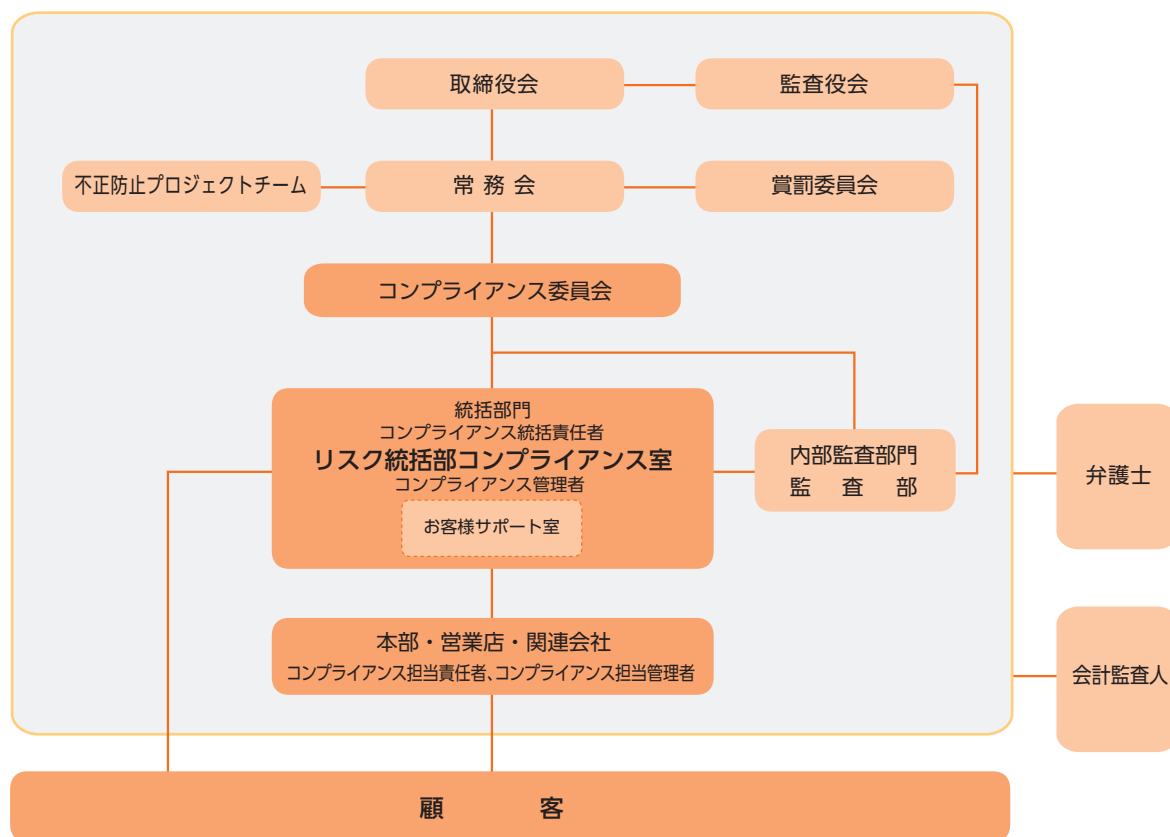 取締役会
監査役会
不正防止プロジェクトチーム
常務会
賞罰委員会
コンプライアンス委員会
統括部門
コンプライアンス統括責任者
リスク統括部コンプライアンス室
コンプライアンス管理者
お客様サポート室
内部監査部門
監査部
弁護士
本部・営業店・関連会社
コンプライアンス担当責任者、コンプライアンス担当管理者
会計監査人
顧客